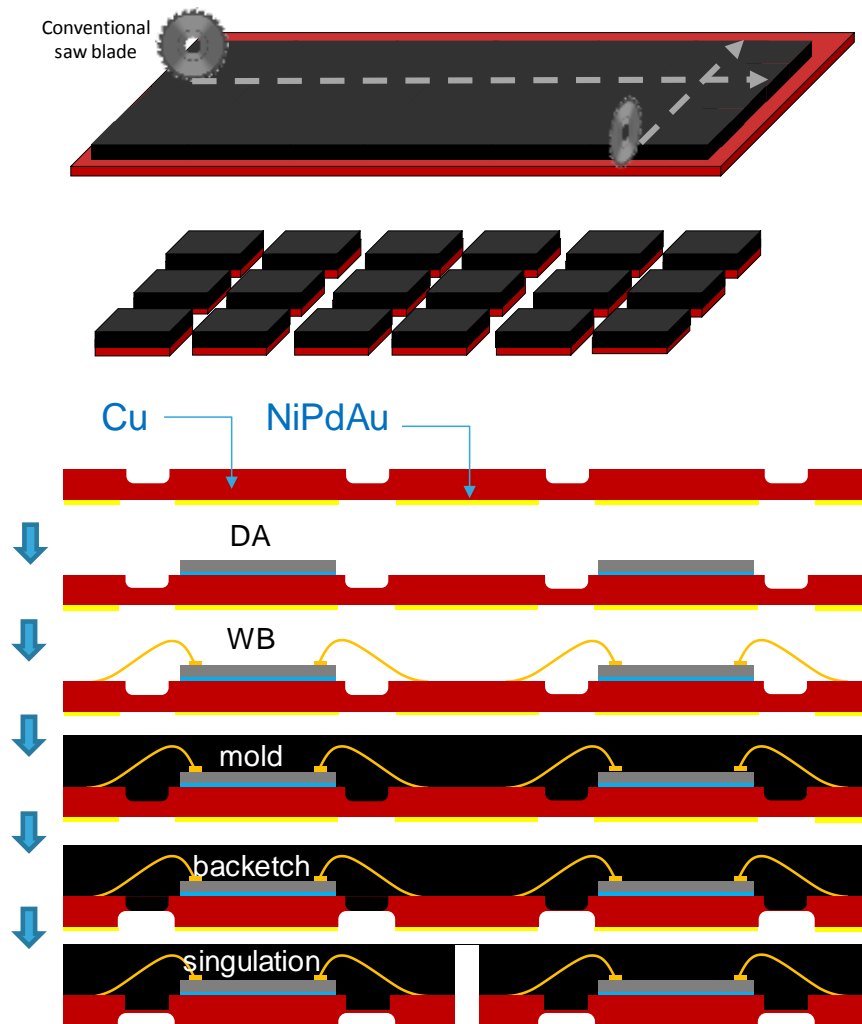 Conventional
saw blade
Cu
NiPdAu
DA
WB
mold
backetch
singulation